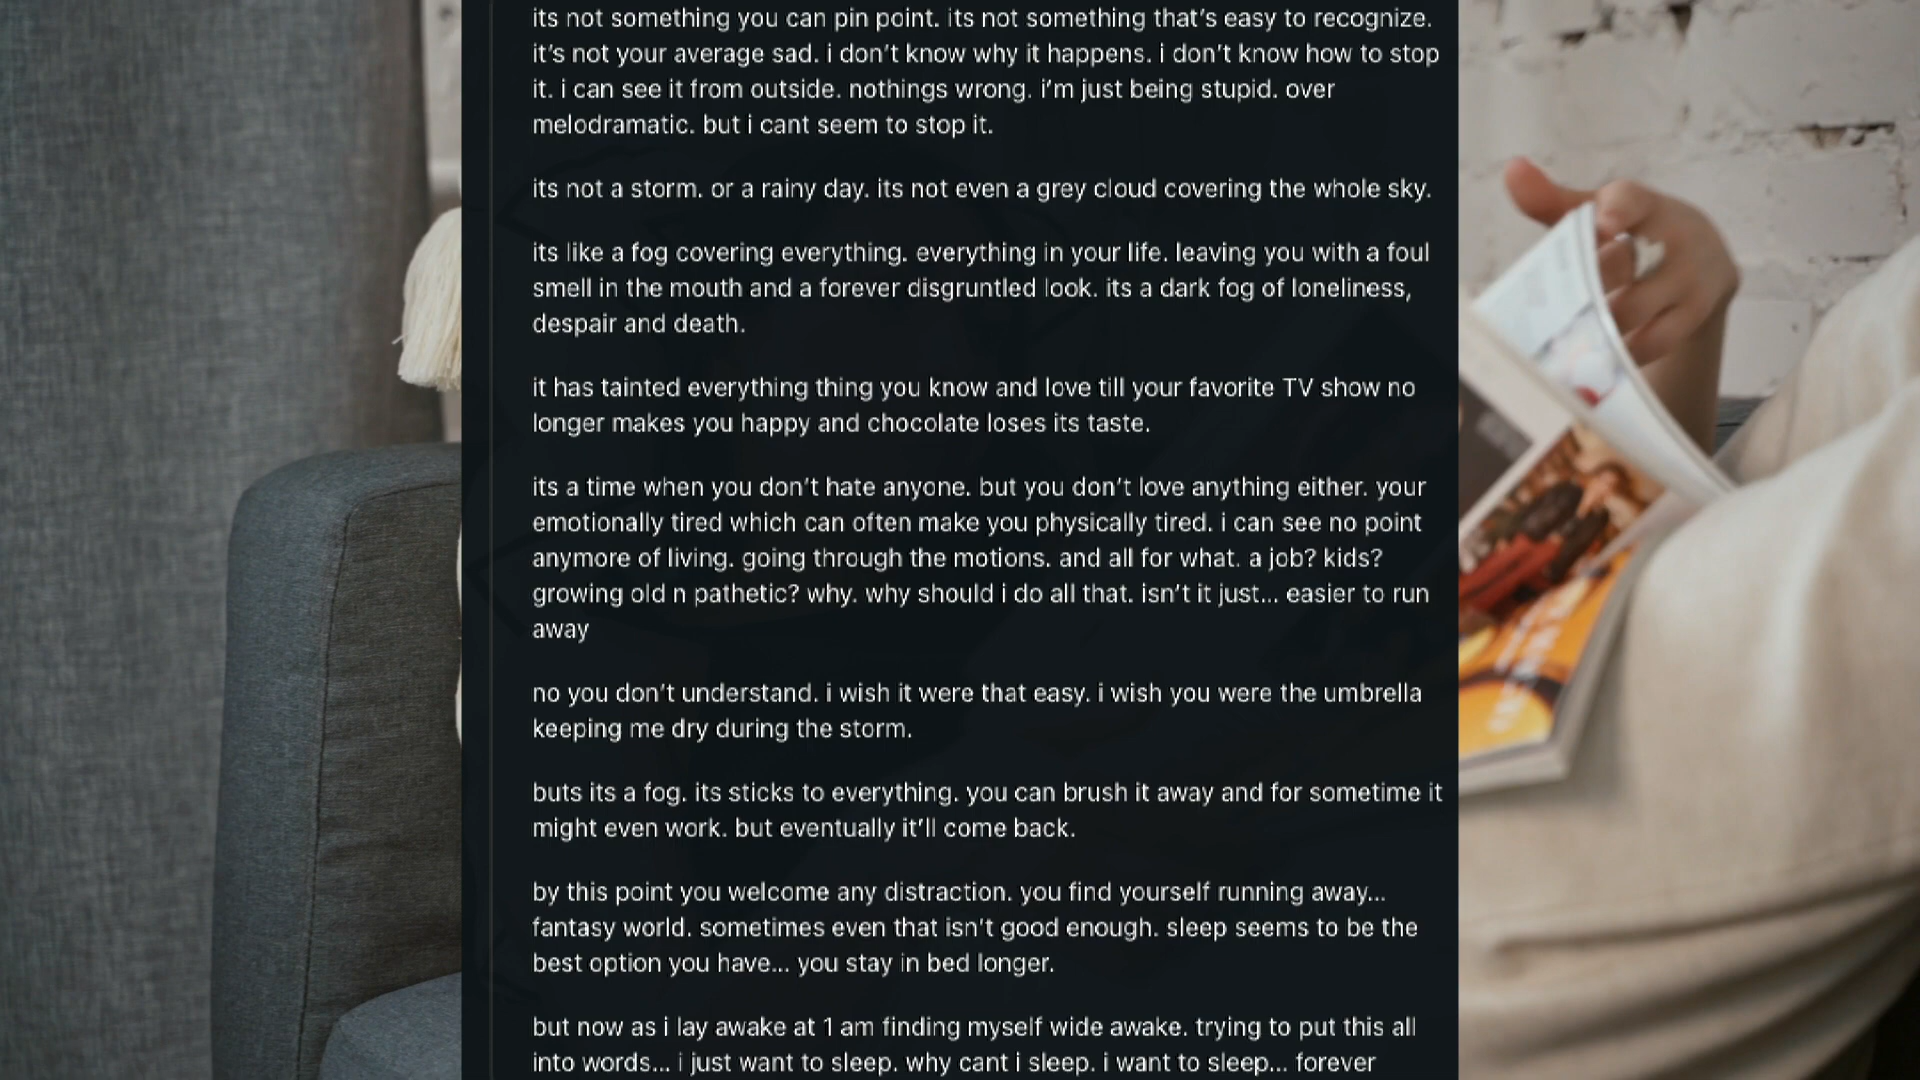 its not something you can pin point. its not something that's easy to recognize.
it's not your average sad. i don't know why it happens. i don't know how to stop
it. i can see it from outside. nothings wrong. i'm just being stupid. over
melodramatic. but i cant seem to stop it.
its not a storm. or a rainy day. its not even a grey cloud covering the whole sky.
its like a fog covering everything. everything in your life. leaving you with a foul
smell in the mouth and a forever disgruntled look. its a dark fog of loneliness,
despair and death.
it has tainted everything thing you know and love till your favorite TV show no
longer makes you happy and chocolate loses its taste.
its a time when you don't hate anyone. but you don't love anything either. your
emotionally tired which can often make you physically tired. i can see no point
anymore of living. going through the motions. and all for what. a job? kids?
growing old n pathetic? why. why should i do all that. isn't it just... easier to run
away
no you don't understand. i wish it were that easy. i wish you were the umbrella
keeping me dry during the storm.
buts its a fog. its sticks to everything. you can brush it away and for sometime it
might even work. but eventually it'll come back.
by this point you welcome any distraction. you find yourself running away...
fantasy world. sometimes even that isn't good enough. sleep seems to be the
best option you have... you stay in bed longer.
but now as i lay awake at 1 am finding myself wide awake. trying to put this all
into words... i just want to sleep. why cant i sleep. i want to sleep... forever